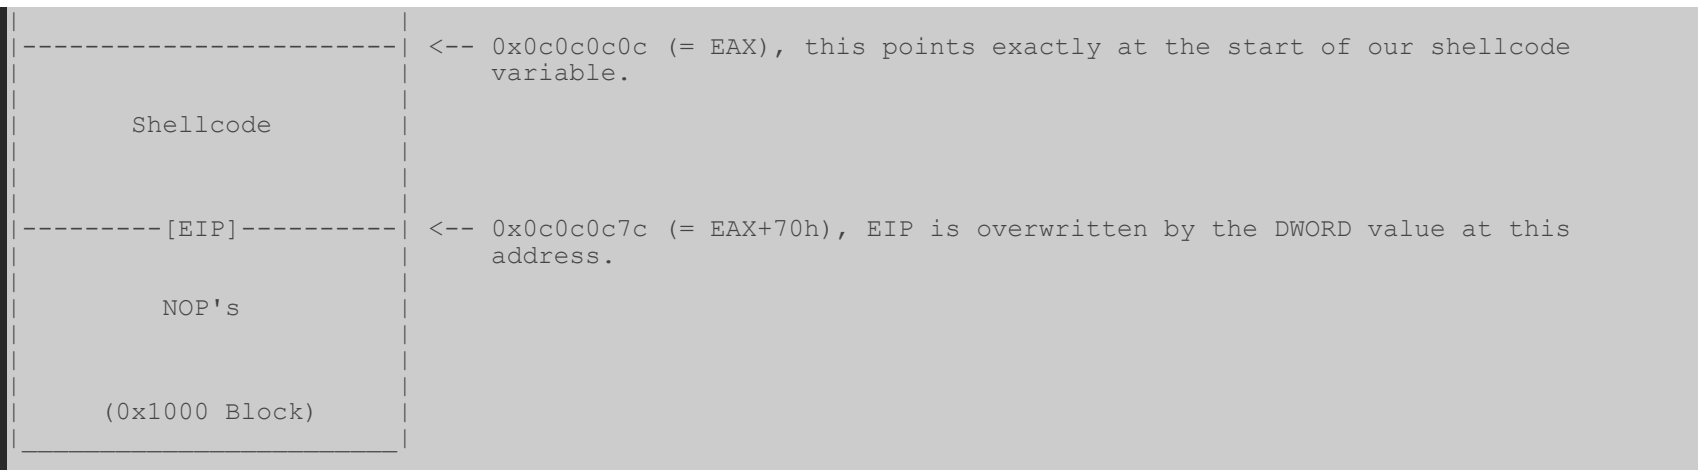 |                        |
|------------------------| <-- 0x0c0c0c0c (= EAX), this points exactly at the start of our shellcode
|                        |     variable.
|                        |
|       Shellcode        |
|                        |
|                        |
|                        |
|---------[EIP]----------| <-- 0x0c0c0c7c (= EAX+70h), EIP is overwritten by the DWORD value at this
|                        |     address.
|                        |
|         NOP's          |
|                        |
|                        |
|                        |
|     (0x1000 Block)     |
|________________________|